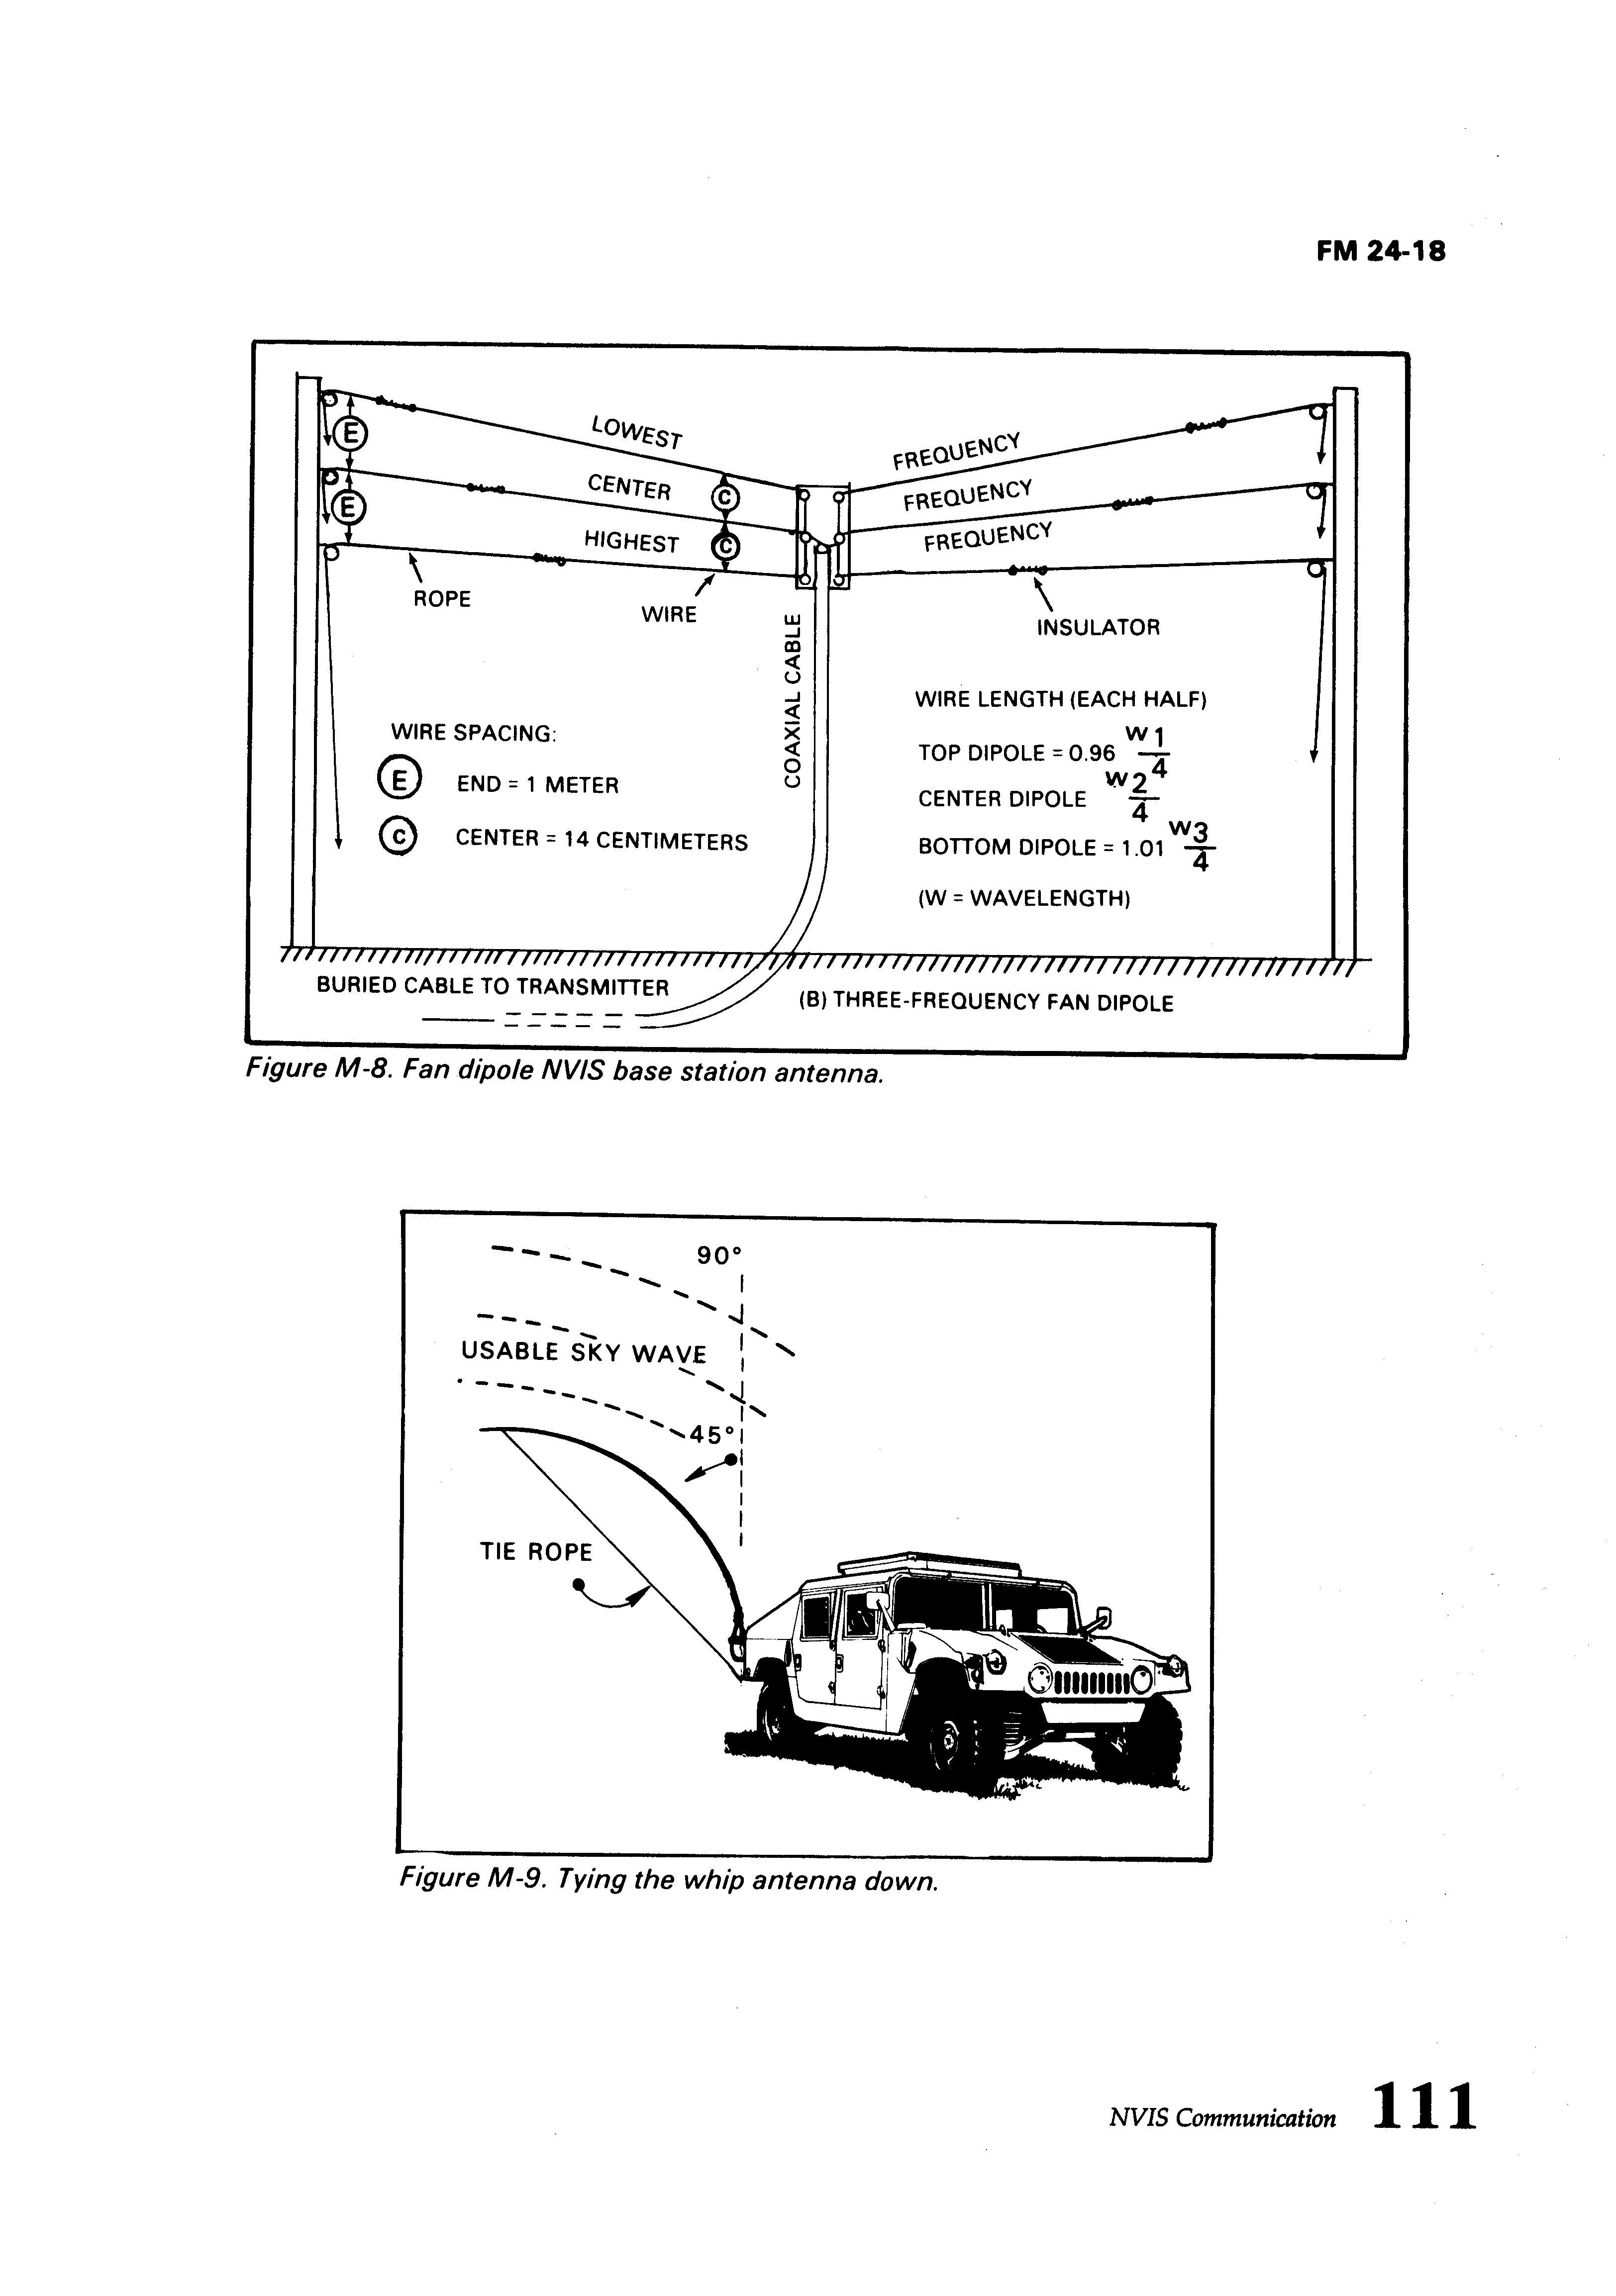 FM 24-18
LOWEST FREQUENCY
CENTER FREQUENCY
HIGHEST FREQUENCY
E
E
C
C
ROPE
WIRE
INSULATOR
COAXIAL CABLE
WIRE SPACING:
E END = 1 METER
C CENTER = 14 CENTIMETERS
WIRE LENGTH (EACH HALF)
TOP DIPOLE = 0.96 W1/4
CENTER DIPOLE W2/4
BOTTOM DIPOLE = 1.01 W3/4
(W = WAVELENGTH)
BURIED CABLE TO TRANSMITTER
(B) THREE-FREQUENCY FAN DIPOLE
Figure M-8. Fan dipole NVIS base station antenna.
90°
USABLE SKY WAVE
45°
TIE ROPE
Figure M-9. Tying the whip antenna down.
NVIS Communication 111